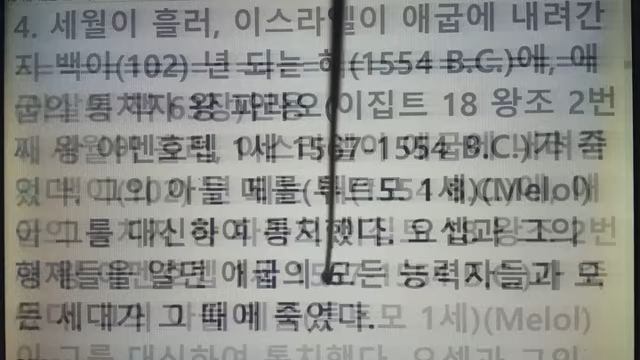 4. 세월이 흘러, 이스라엘이 애굽에 내려간
지 백이(102) 년 되는 해(1554 B.C.)에, 애
굽의 통치자 왕 파라오(이집트 18 왕조 2번
째 왕 아멘호텝 1세 1567-1554 B.C.)가 죽
었다. 그의 아들 메롤(투트모 1세)(Melol)
이 그를 대신하여 통치했다. 요셉과 그의
형제들을 알던 애굽의 모든 능력자들과 모
든 세대가 그 때에 죽었다.